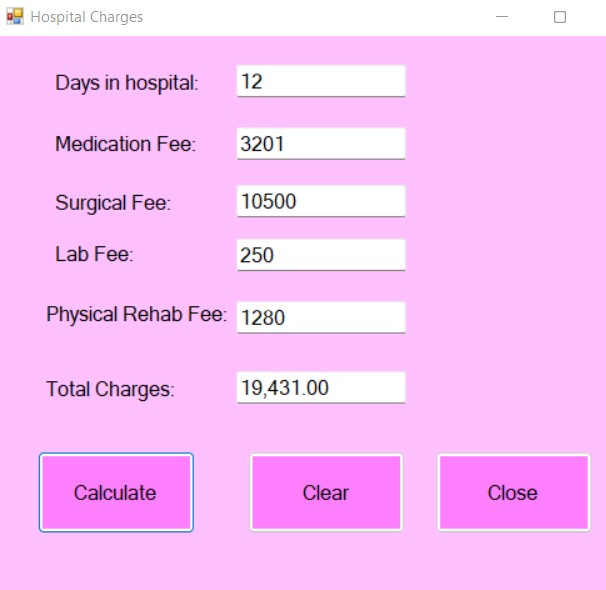 Hospital Charges
Days in hospital: 12
Medication Fee: 3201
Surgical Fee: 10500
Lab Fee: 250
Physical Rehab Fee: 1280
Total Charges: 19,431.00
Calculate Clear Close